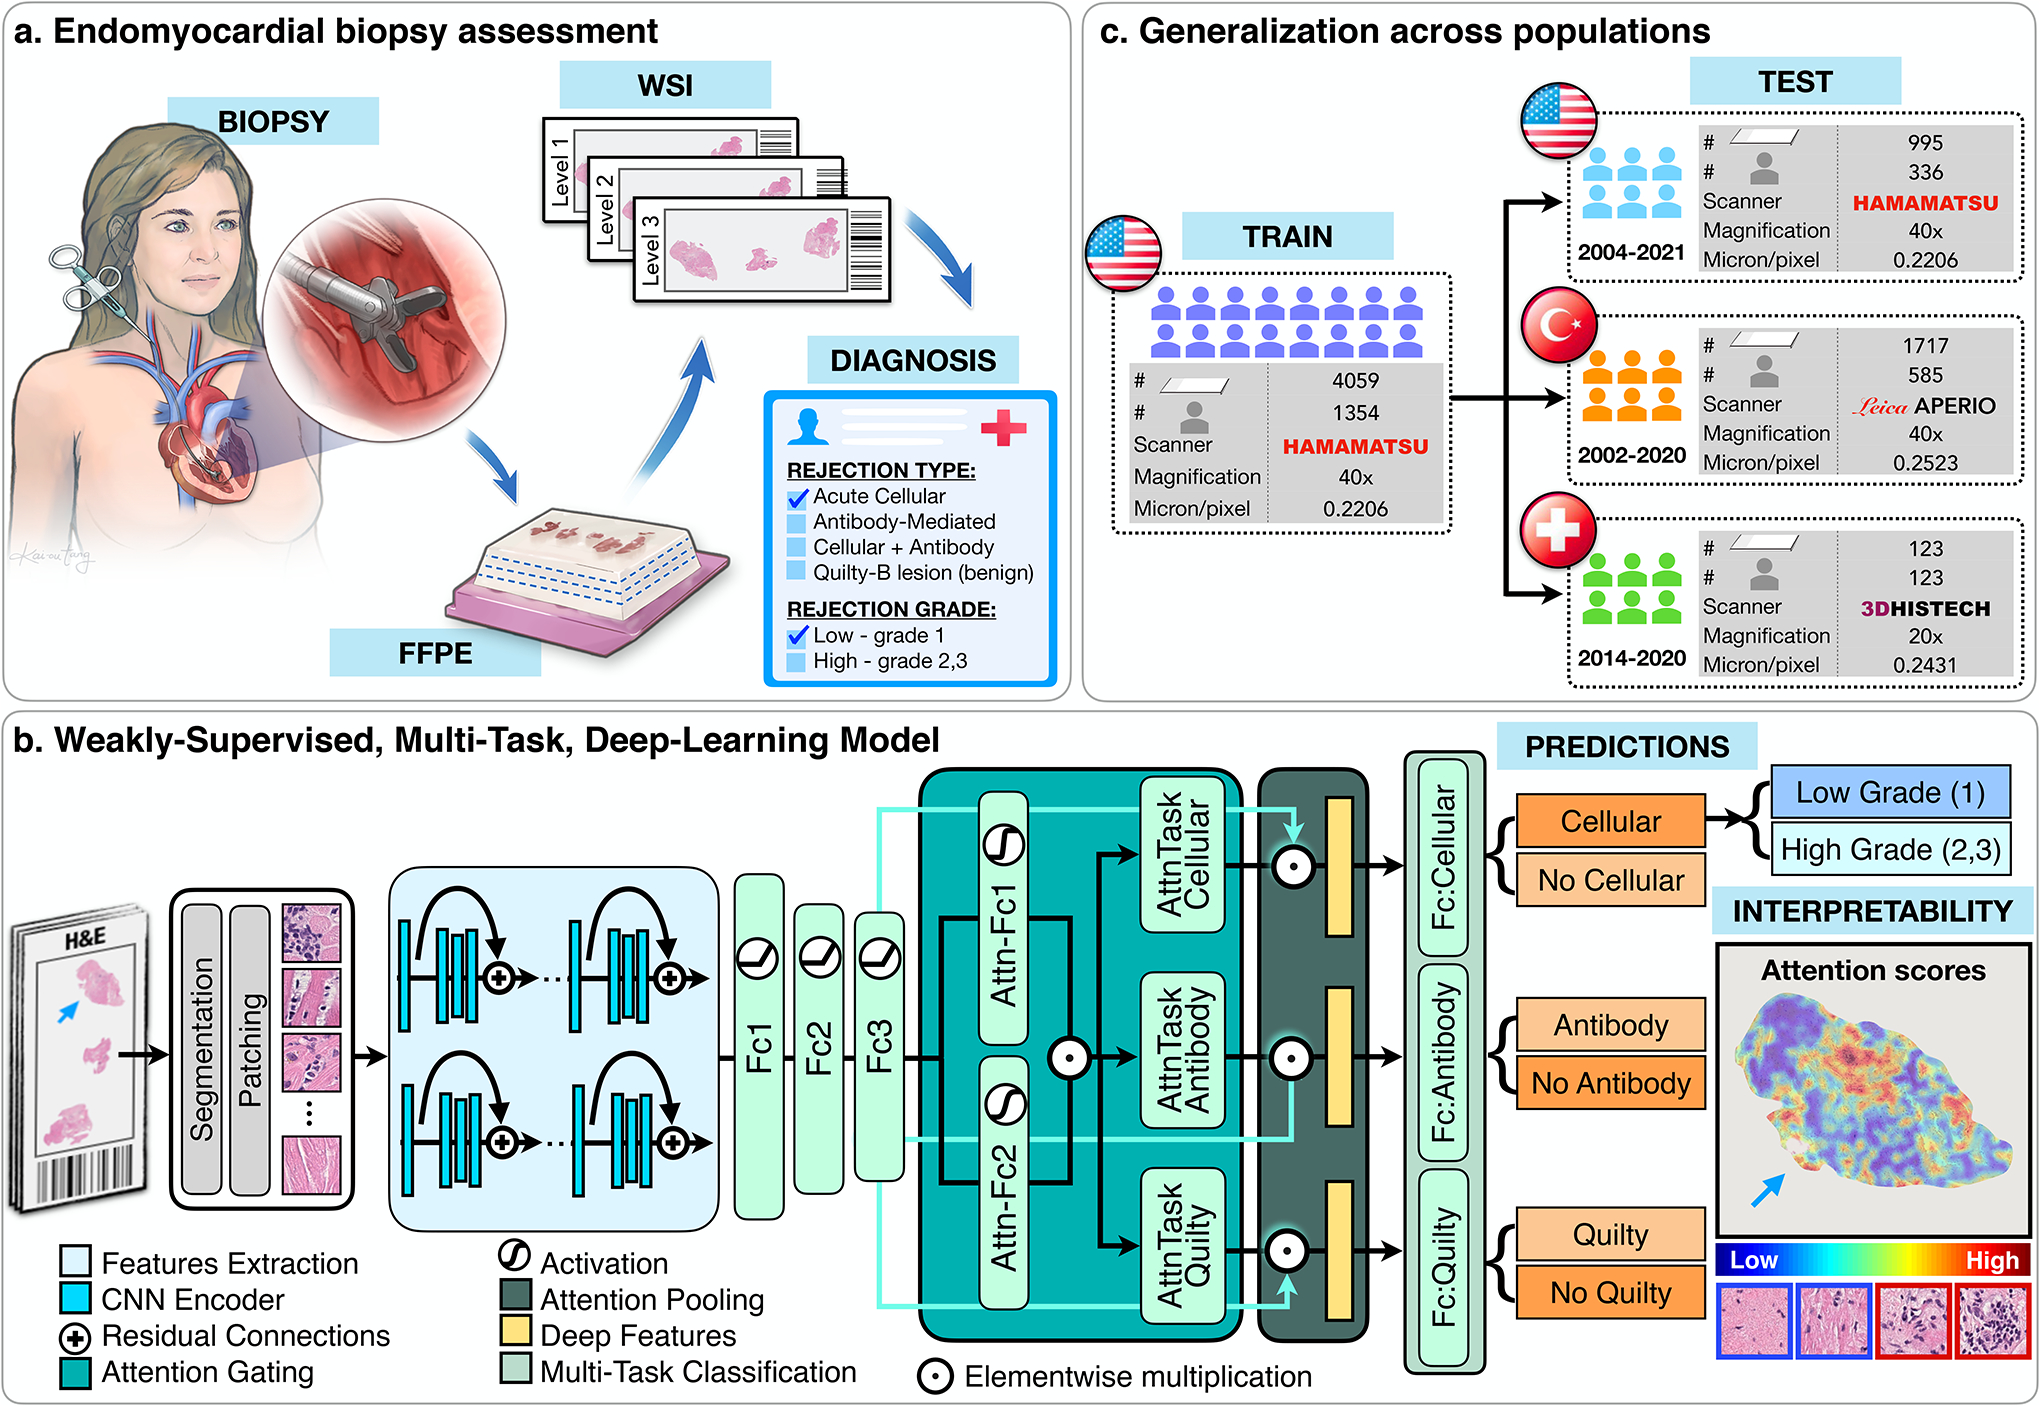 a. Endomyocardial biopsy assessment
BIOPSY
WSI
Level 1
Level 2
Level 3
DIAGNOSIS
REJECTION TYPE:
Acute Cellular
Antibody-Mediated
Cellular + Antibody
Quilty-B lesion (benign)
REJECTION GRADE:
Low - grade 1
High - grade 2,3
FFPE
c. Generalization across populations
TRAIN
# 4059
# 1354
Scanner HAMAMATSU
Magnification 40x
Micron/pixel 0.2206
TEST
2004-2021
# 995
# 336
Scanner HAMAMATSU
Magnification 40x
Micron/pixel 0.2206
2002-2020
# 1717
# 585
Scanner Leica APERIO
Magnification 40x
Micron/pixel 0.2523
2014-2020
# 123
# 123
Scanner 3DHISTECH
Magnification 20x
Micron/pixel 0.2431
b. Weakly-Supervised, Multi-Task, Deep-Learning Model
H&E
Segmentation
Patching
Fc1
Fc2
Fc3
Attn-Fc1
Attn-Fc2
AttnTask
Cellular
AttnTask
Antibody
AttnTask
Quilty
Fc:Cellular
Fc:Antibody
Fc:Quilty
PREDICTIONS
Cellular
No Cellular
Low Grade (1)
High Grade (2,3)
Antibody
No Antibody
Quilty
No Quilty
INTERPRETABILITY
Attention scores
Low High
Features Extraction
CNN Encoder
Residual Connections
Attention Gating
Activation
Attention Pooling
Deep Features
Multi-Task Classification
Elementwise multiplication